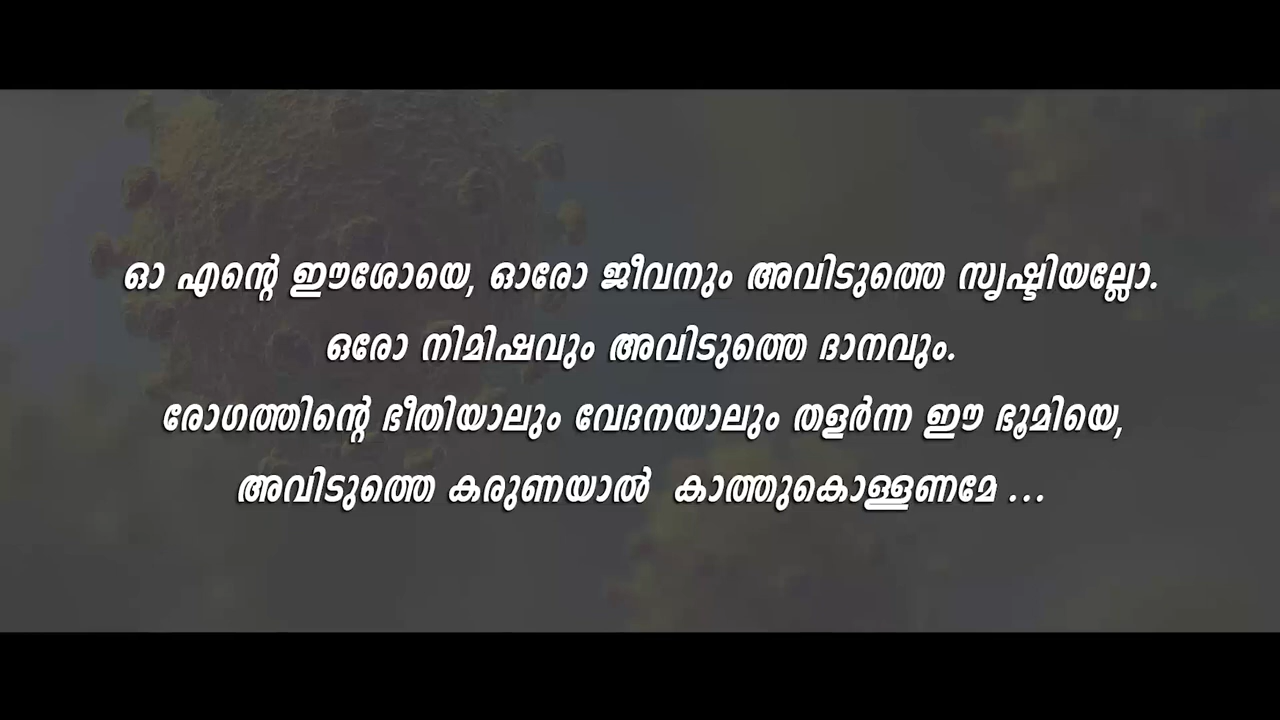 ഓ എന്റെ ഈശോയെ, ഓരോ ജീവനും അവിടുത്തെ സൃഷ്ടിയല്ലോ.
ഒരോ നിമിഷവും അവിടുത്തെ ദാനവും.
രോഗത്തിന്റെ ഭീതിയാലും വേദനയാലും തളർന്ന ഈ ഭൂമിയെ,
അവിടുത്തെ കരുണയാൽ കാത്തുകൊള്ളണമേ ...